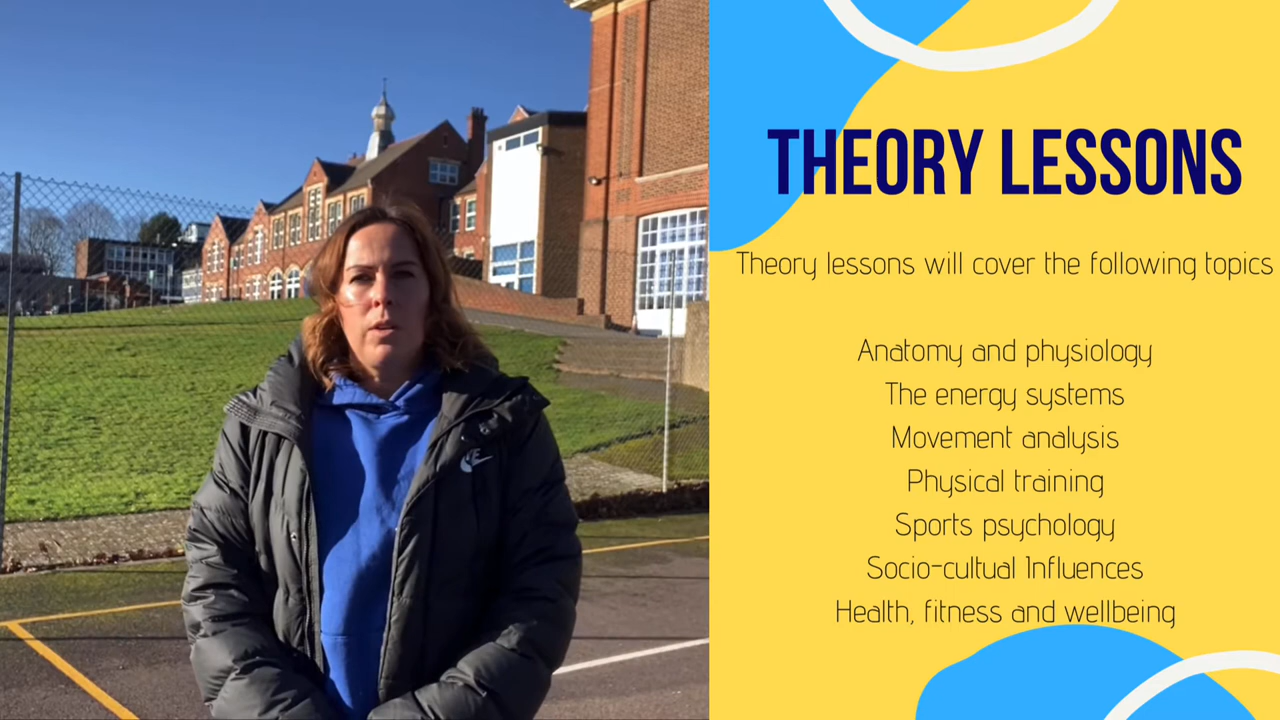 THEORY LESSONS
Theory lessons will cover the following topics
Anatomy and physiology
The energy systems
Movement analysis
Physical training
Sports psychology
Socio-cultual Influences
Health, fitness and wellbeing